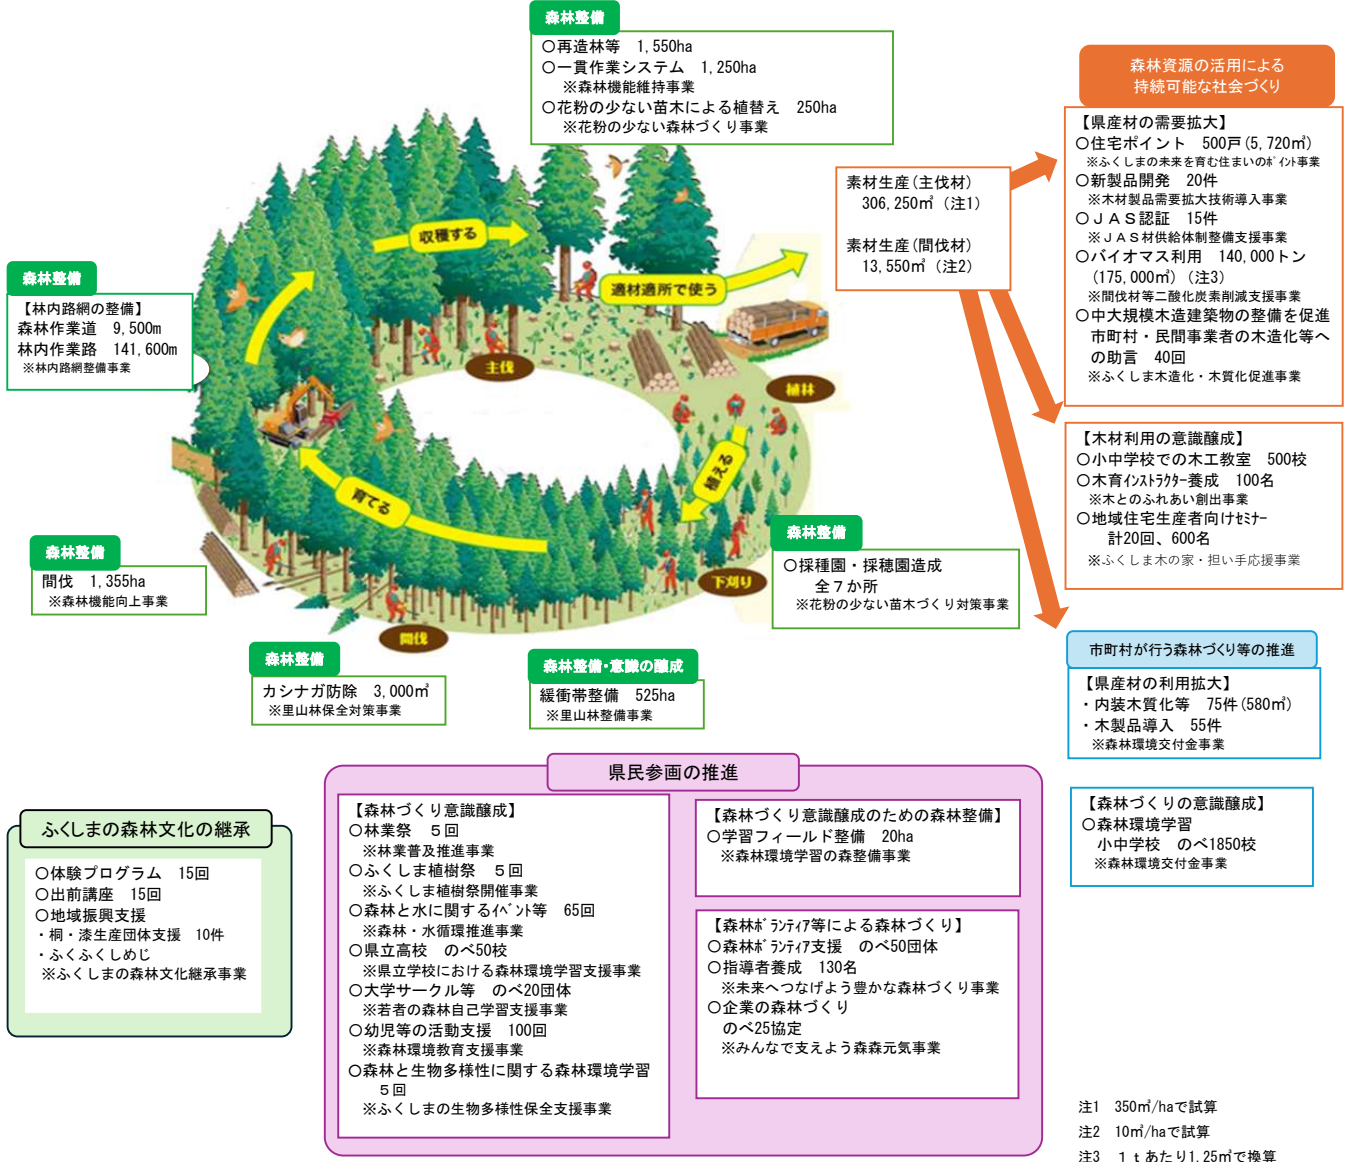 森林整備
○再造林等 1,550ha
○一貫作業システム 1,250ha
※森林機能維持事業
○花粉の少ない苗木による植替え 250ha
※花粉の少ない森林づくり事業
森林資源の活用による
持続可能な社会づくり
【県産材の需要拡大】
○住宅ポイント 500戸(5,720㎥)
※ふくしまの未来を育む住まいのﾎﾟｲﾝﾄ事業
○新製品開発 20件
※木材製品需要拡大技術導入事業
○ＪＡＳ認証 15件
※ＪＡＳ材供給体制整備支援事業
○バイオマス利用 140,000トン
(175,000㎥)（注3）
※間伐材等二酸化炭素削減支援事業
○中大規模木造建築物の整備を促進
市町村・民間事業者の木造化等へ
の助言 40回
※ふくしま木造化・木質化促進事業
素材生産(主伐材)
306,250㎥（注1）
素材生産(間伐材)
13,550㎥（注2）
収穫する
適材適所で使う
森林整備
【林内路網の整備】
森林作業道 9,500m
林内作業路 141,600m
※林内路網整備事業
主伐
植林
植える
育てる
下刈り
間伐
【木材利用の意識醸成】
○小中学校での木工教室 500校
○木育ｲﾝｽﾄﾗｸﾀｰ養成 100名
※木とのふれあい創出事業
○地域住宅生産者向けｾﾐﾅｰ
計20回、600名
※ふくしま木の家・担い手応援事業
森林整備
間伐 1,355ha
※森林機能向上事業
森林整備
○採種園・採穂園造成
全７か所
※花粉の少ない苗木づくり対策事業
森林整備
カシナガ防除 3,000㎥
※里山林保全対策事業
森林整備・意識の醸成
緩衝帯整備 525ha
※里山林整備事業
市町村が行う森林づくり等の推進
【県産材の利用拡大】
・内装木質化等 75件(580㎥)
・木製品導入 55件
※森林環境交付金事業
【森林づくりの意識醸成】
○森林環境学習
小中学校 のべ1850校
※森林環境交付金事業
ふくしまの森林文化の継承
○体験プログラム 15回
○出前講座 15回
○地域振興支援
・桐・漆生産団体支援 10件
・ふくふくしめじ
※ふくしまの森林文化継承事業
県民参画の推進
【森林づくり意識醸成】
○林業祭 ５回
※林業普及推進事業
○ふくしま植樹祭 ５回
※ふくしま植樹祭開催事業
○森林と水に関するｲﾍﾞﾝﾄ等 65回
※森林・水循環推進事業
○県立高校 のべ50校
※県立学校における森林環境学習支援事業
○大学サークル等 のべ20団体
※若者の森林自己学習支援事業
○幼児等の活動支援 100回
※森林環境教育支援事業
○森林と生物多様性に関する森林環境学習
５回
※ふくしまの生物多様性保全支援事業
【森林づくり意識醸成のための森林整備】
○学習フィールド整備 20ha
※森林環境学習の森整備事業
【森林ﾎﾞﾗﾝﾃｨｱ等による森林づくり】
○森林ﾎﾞﾗﾝﾃｨｱ支援 のべ50団体
○指導者養成 130名
※未来へつなげよう豊かな森林づくり事業
○企業の森林づくり
のべ25協定
※みんなで支えよう森森元気事業
注1 350㎥/haで試算
注2 10㎥/haで試算
注3 １ｔあたり1.25㎥で換算